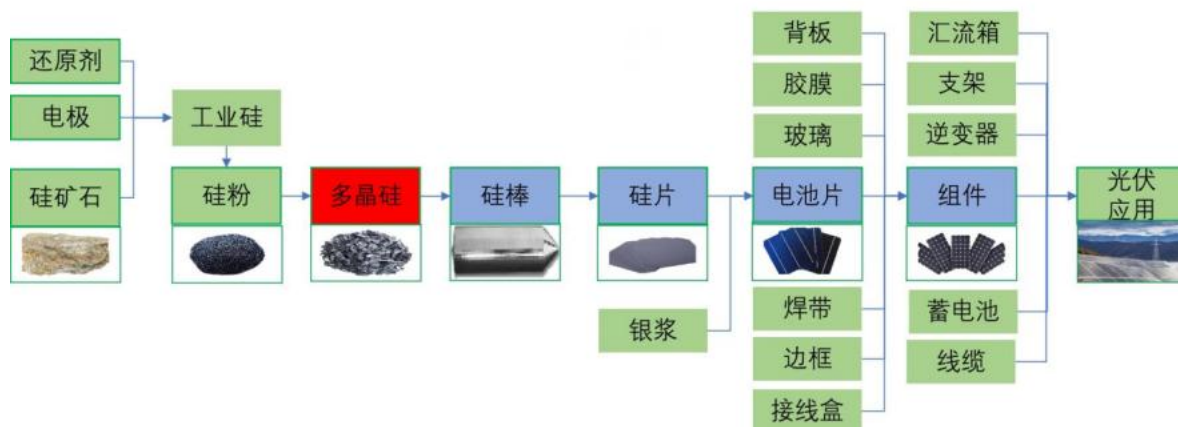 还原剂
电极
硅矿石
工业硅
硅粉
多晶硅
硅棒
硅片
银浆
背板
胶膜
玻璃
电池片
焊带
边框
接线盒
汇流箱
支架
逆变器
组件
蓄电池
线缆
光伏
应用